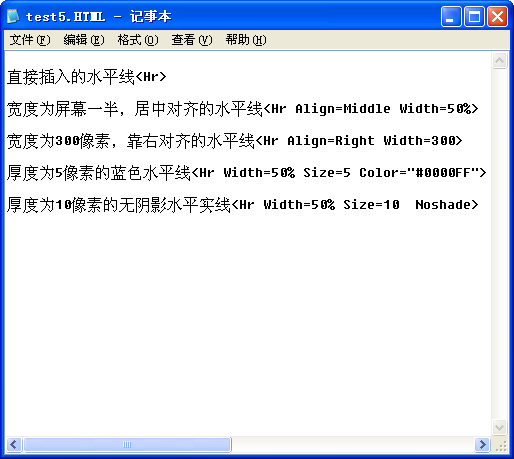 test5.HTML - 记事本
文件(F) 编辑(E) 格式(O) 查看(V) 帮助(H)
直接插入的水平线<Hr>
宽度为屏幕一半，居中对齐的水平线<Hr Align=Middle Width=50%>
宽度为300像素，靠右对齐的水平线<Hr Align=Right Width=300>
厚度为5像素的蓝色水平线<Hr Width=50% Size=5 Color="#0000FF">
厚度为10像素的无阴影水平实线<Hr Width=50% Size=10  Noshade>